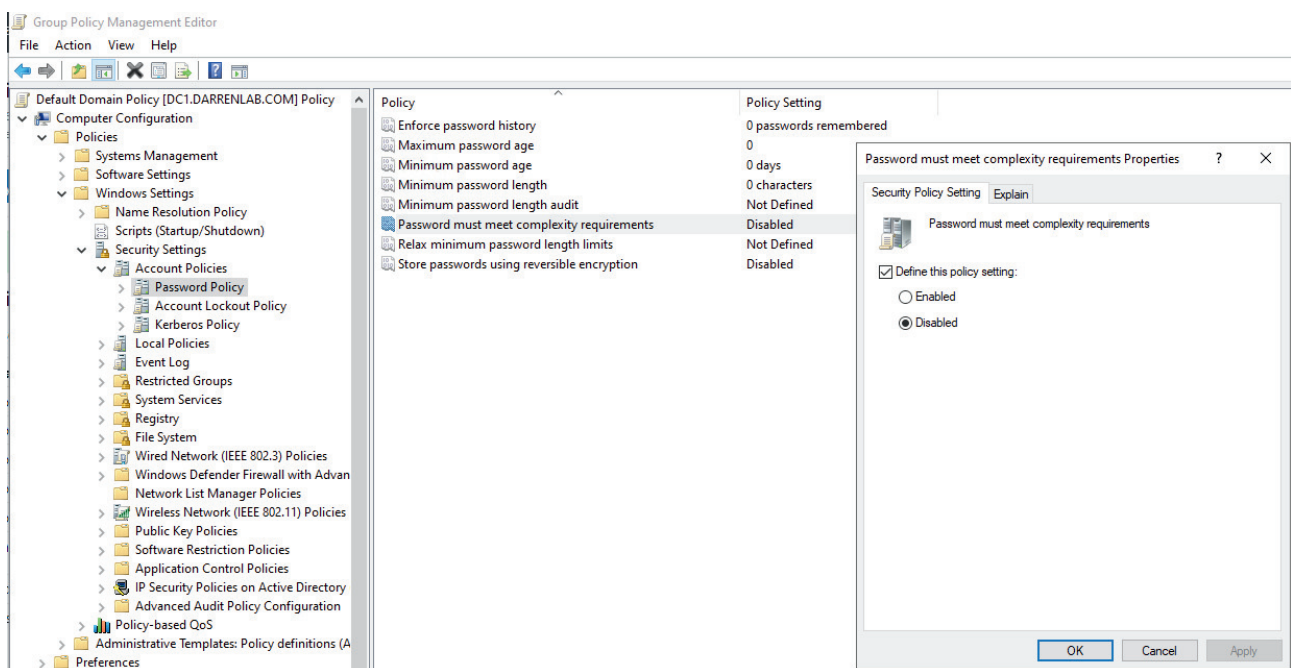 Group Policy Management Editor
File Action View Help
Default Domain Policy [DC1.DARRENLAB.COM] Policy
Computer Configuration
Policies
Systems Management
Software Settings
Windows Settings
Name Resolution Policy
Scripts (Startup/Shutdown)
Security Settings
Account Policies
Password Policy
Account Lockout Policy
Kerberos Policy
Local Policies
Event Log
Restricted Groups
System Services
Registry
File System
Wired Network (IEEE 802.3) Policies
Windows Defender Firewall with Advan
Network List Manager Policies
Wireless Network (IEEE 802.11) Policies
Public Key Policies
Software Restriction Policies
Application Control Policies
IP Security Policies on Active Directory
Advanced Audit Policy Configuration
Policy-based QoS
Administrative Templates: Policy definitions (A
Preferences
Policy Policy Setting
Enforce password history 0 passwords remembered
Maximum password age 0
Minimum password age 0 days
Minimum password length 0 characters
Minimum password length audit Not Defined
Password must meet complexity requirements Disabled
Relax minimum password length limits Not Defined
Store passwords using reversible encryption Disabled
Password must meet complexity requirements Properties ? X
Security Policy Setting Explain
Password must meet complexity requirements
Define this policy setting:
Enabled
Disabled
OK Cancel Apply